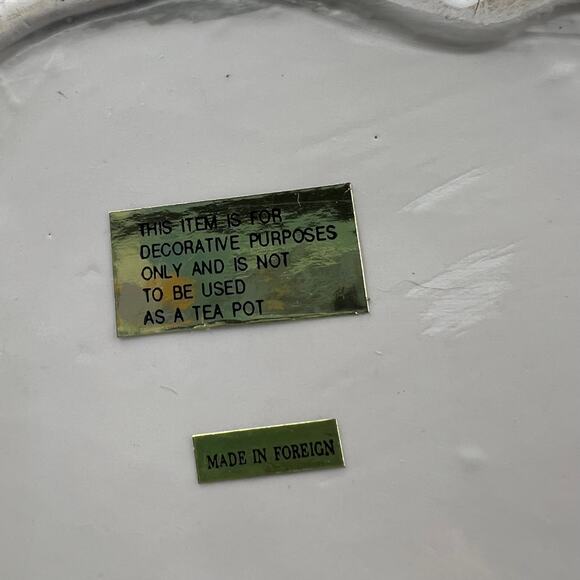 THIS ITEM IS FOR
DECORATIVE PURPOSES
ONLY AND IS NOT
TO BE USED
AS A TEA POT
MADE IN FOREIGN